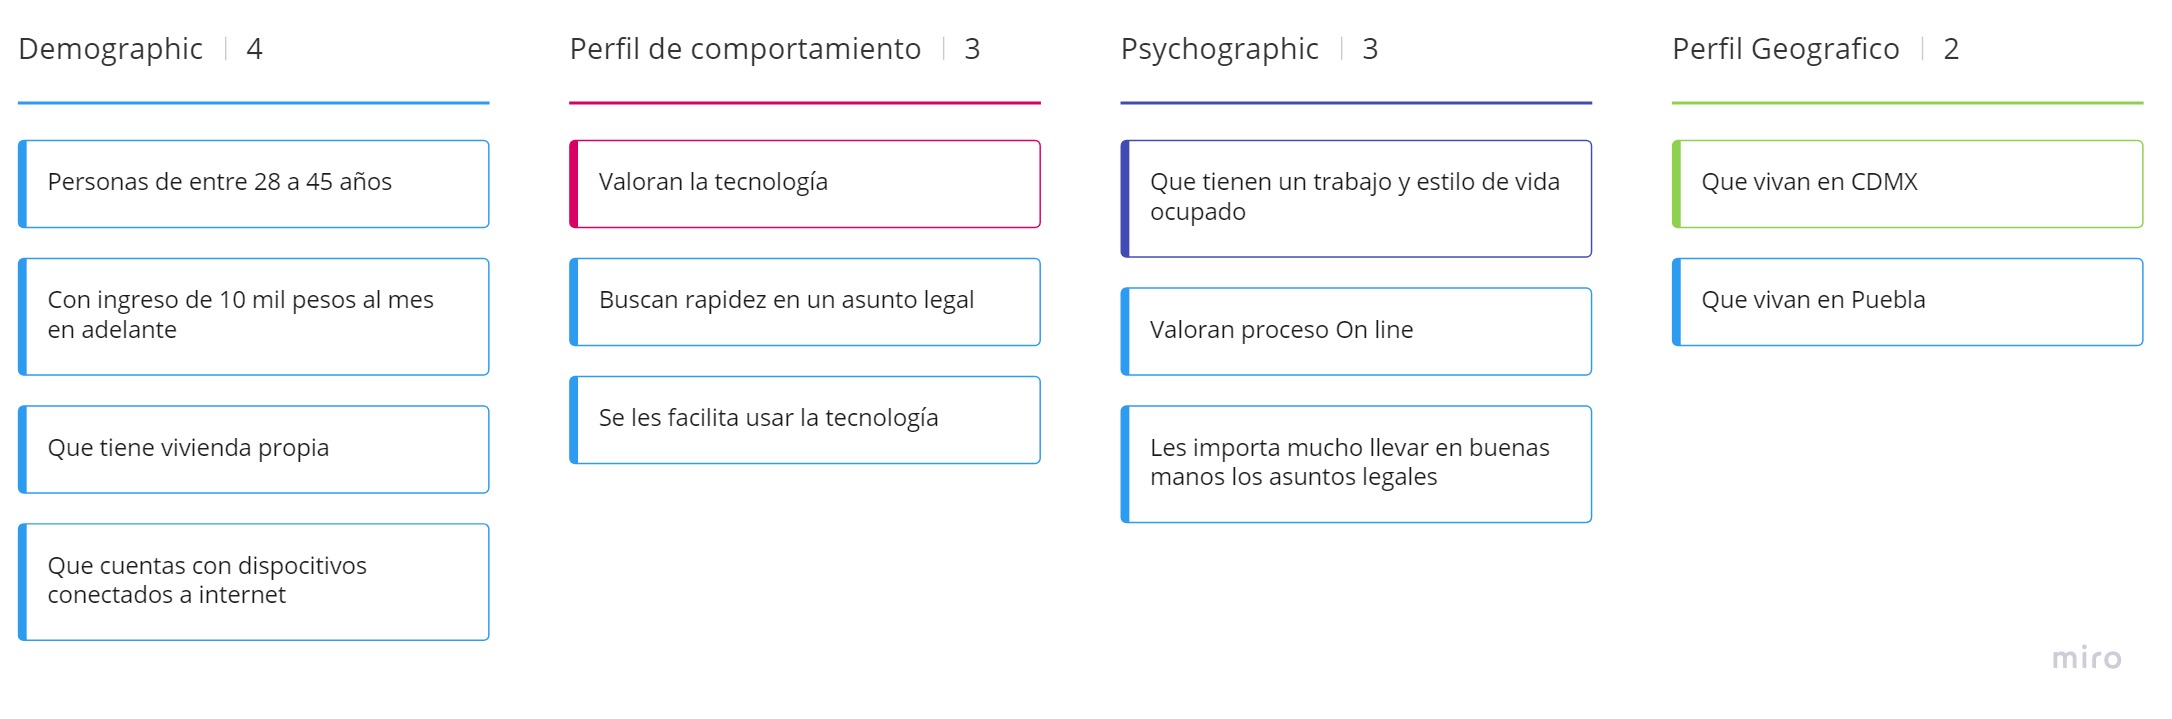 Demographic | 4
Personas de entre 28 a 45 años
Con ingreso de 10 mil pesos al mes
en adelante
Que tiene vivienda propia
Que cuentas con dispocitivos
conectados a internet
Perfil de comportamiento | 3
Valoran la tecnología
Buscan rapidez en un asunto legal
Se les facilita usar la tecnología
Psychographic | 3
Que tienen un trabajo y estilo de vida
ocupado
Valoran proceso On line
Les importa mucho llevar en buenas
manos los asuntos legales
Perfil Geografico | 2
Que vivan en CDMX
Que vivan en Puebla
miro